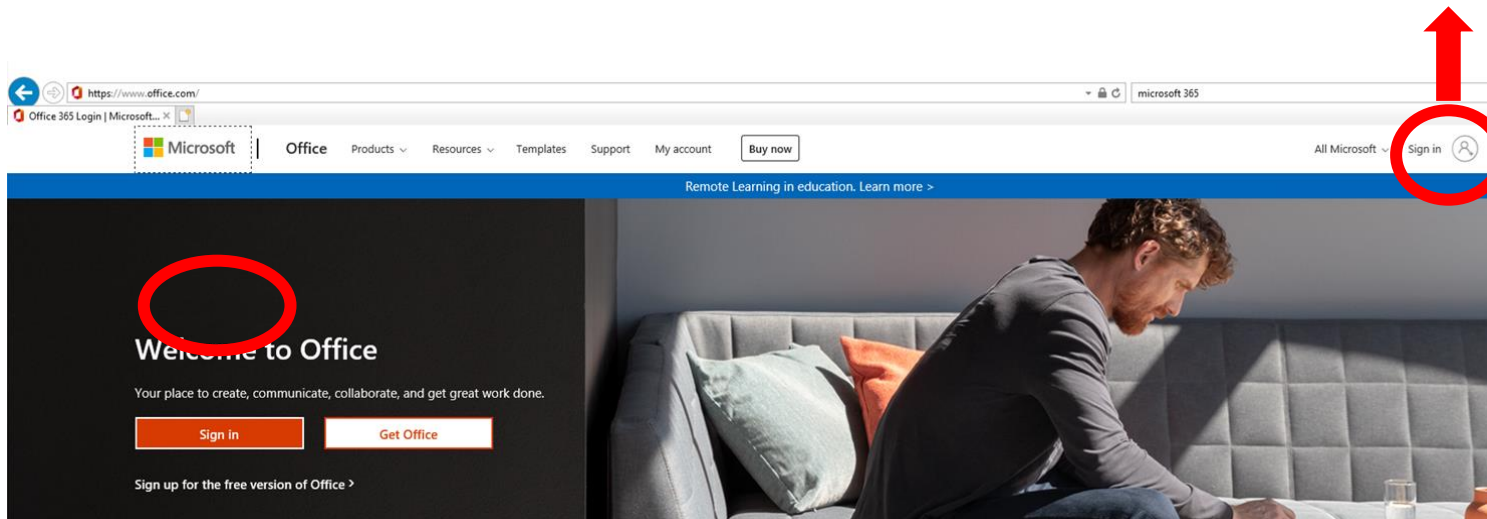 https://www.office.com/
microsoft 365
Office 365 Login | Microsoft...
Microsoft Office Products Resources Templates Support My account Buy now All Microsoft Sign in
Remote Learning in education. Learn more >
Welcome to Office
Your place to create, communicate, collaborate, and get great work done.
Sign in Get Office
Sign up for the free version of Office >